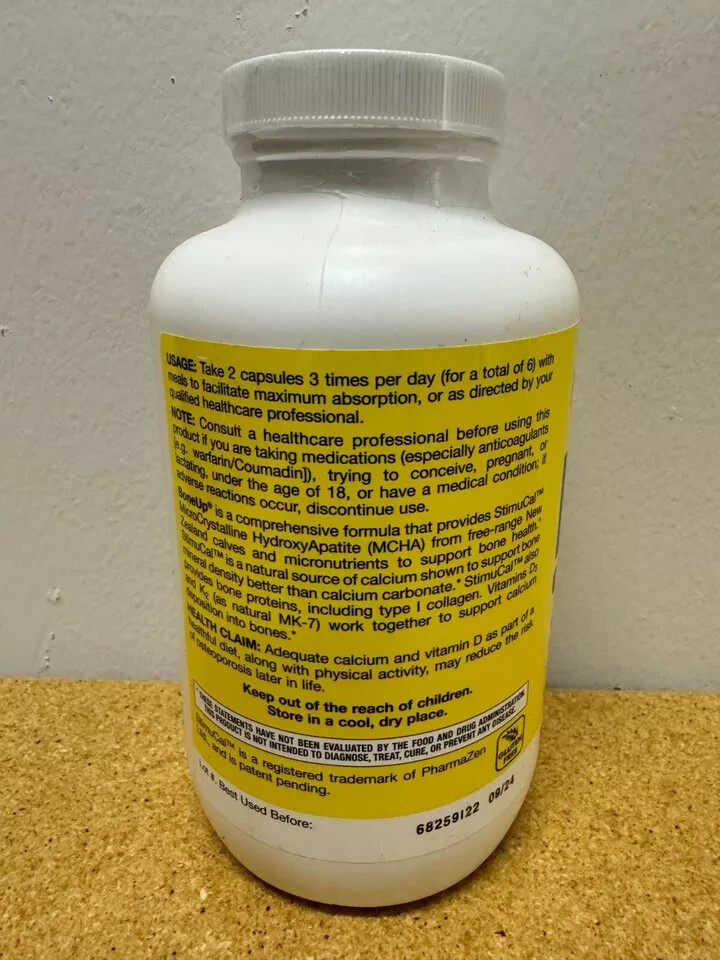 USAGE: Take 2 capsules 3 times per day (for a total of 6) with
meals to facilitate maximum absorption, or as directed by your
qualified healthcare professional.
NOTE: Consult a healthcare professional before using this
product if you are taking medications (especially anticoagulants
[e.g. warfarin/Coumadin]), trying to conceive, pregnant, or
lactating, under the age of 18, or have a medical condition; if
adverse reactions occur, discontinue use.
BoneUp® is a comprehensive formula that provides StimuCal™
MicroCrystalline HydroxyApatite (MCHA) from free-range New
Zealand calves and micronutrients to support bone health.*
StimuCal™ is a natural source of calcium shown to support bone
mineral density better than calcium carbonate.* StimuCal™ also
provides bone proteins, including type I collagen. Vitamins D3
and K2 (as natural MK-7) work together to support calcium
deposition into bones.*
HEALTH CLAIM: Adequate calcium and vitamin D as part of a
healthful diet, along with physical activity, may reduce the risk
of osteoporosis later in life.
Keep out of the reach of children.
Store in a cool, dry place.
*THESE STATEMENTS HAVE NOT BEEN EVALUATED BY THE FOOD AND DRUG ADMINISTRATION.
THIS PRODUCT IS NOT INTENDED TO DIAGNOSE, TREAT, CURE, OR PREVENT ANY DISEASE.
StimuCal™ is a registered trademark of PharmaZen
Ltd., and is patent pending.
GLUTEN
FREE
Lot #, Best Used Before:
68259122 09/24